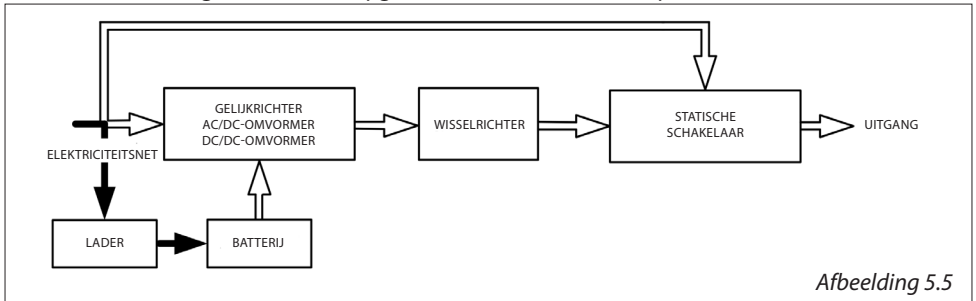 GELIJKRICHTER
AC/DC-OMVORMER
DC/DC-OMVORMER
WISSELRICHTER
STATISCHE
SCHAKELAAR
UITGANG
ELEKTRICITEITSNET
LADER
BATTERIJ
Afbeelding 5.5